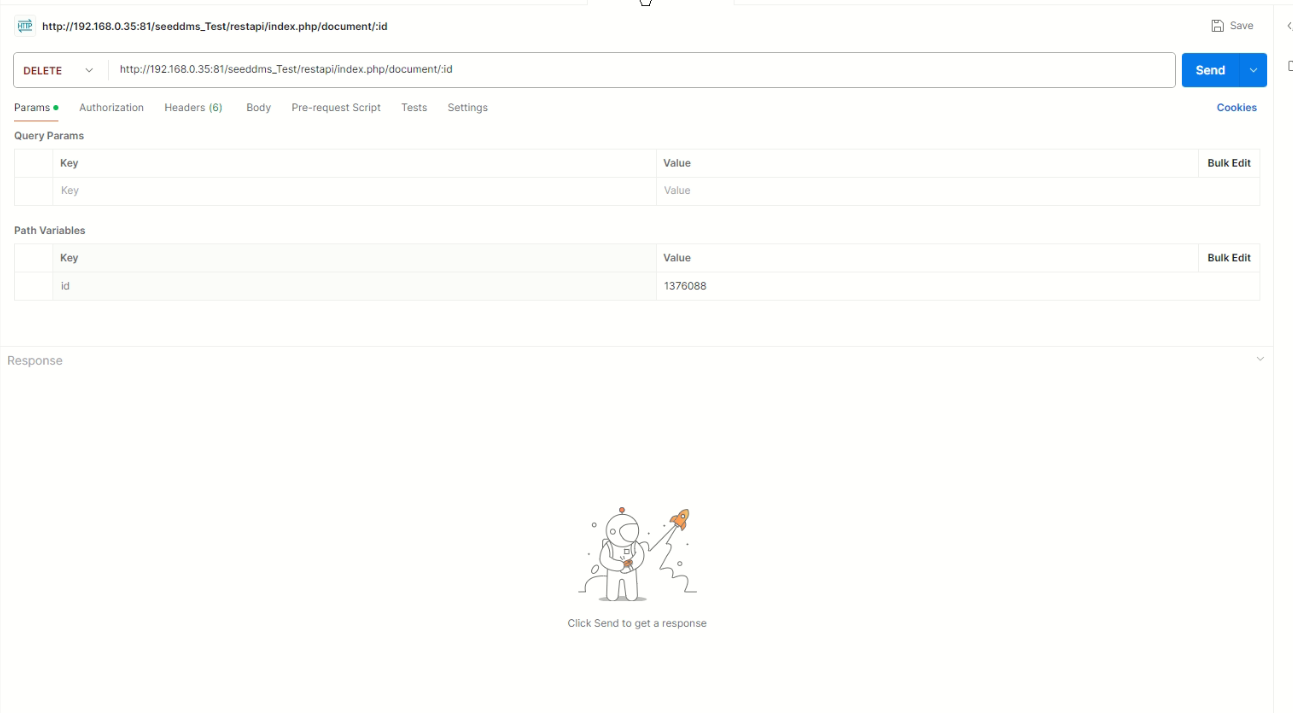 HTTP http://192.168.0.35:81/seeddms_Test/restapi/index.php/document/:id Save
DELETE http://192.168.0.35:81/seeddms_Test/restapi/index.php/document/:id Send
Params Authorization Headers (6) Body Pre-request Script Tests Settings Cookies
Query Params
Key Value Bulk Edit
Key Value
Path Variables
Key Value Bulk Edit
id 1376088
Response
Click Send to get a response